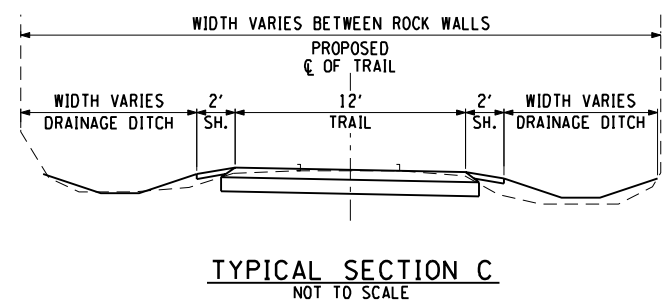 WIDTH VARIES BETWEEN ROCK WALLS
PROPOSED
℄ OF TRAIL
WIDTH VARIES
DRAINAGE DITCH
2'
SH.
12'
TRAIL
2'
SH.
WIDTH VARIES
DRAINAGE DITCH
TYPICAL SECTION C
NOT TO SCALE